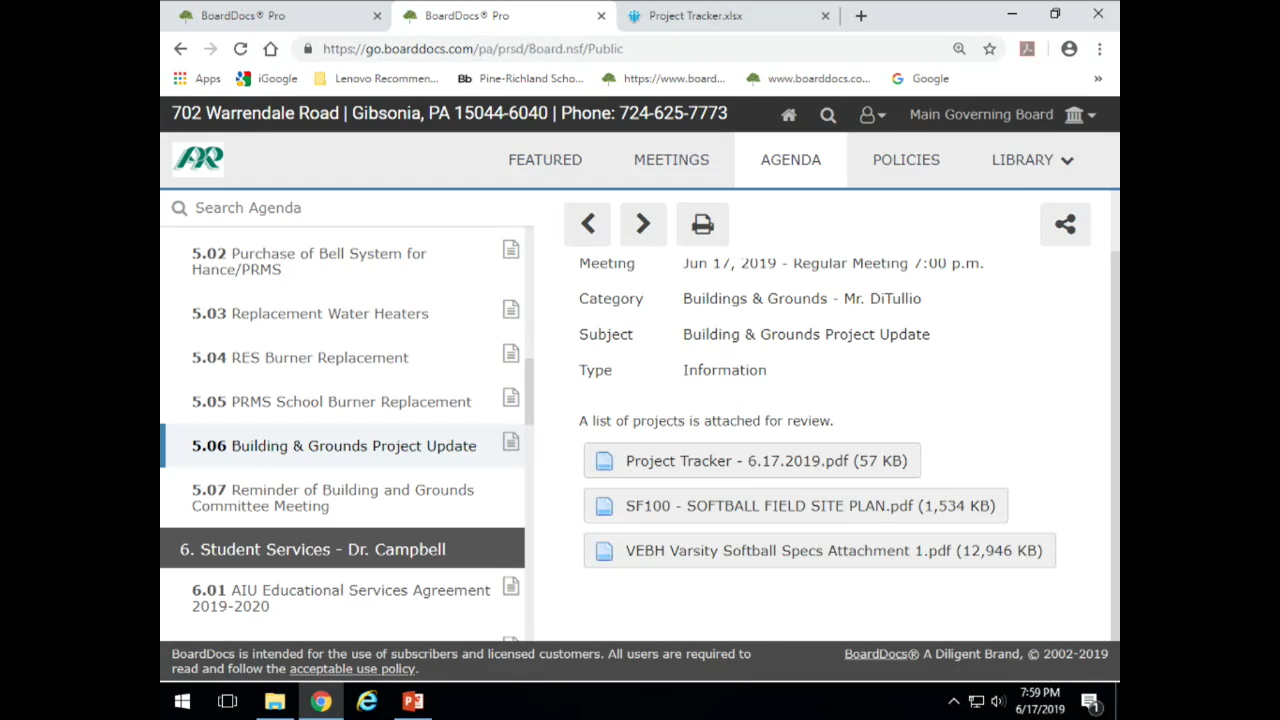 BoardDocs® Pro
BoardDocs® Pro
Project Tracker.xlsx
https://go.boarddocs.com/pa/prsd/Board.nsf/Public
Apps
iGoogle
Lenovo Recommen...
Bb Pine-Richland Scho...
https://www.board...
www.boarddocs.co...
Google
»
702 Warrendale Road | Gibsonia, PA 15044-6040 | Phone: 724-625-7773
Main Governing Board
PR
FEATURED
MEETINGS
AGENDA
POLICIES
LIBRARY
Search Agenda
5.02 Purchase of Bell System for
Hance/PRMS
5.03 Replacement Water Heaters
5.04 RES Burner Replacement
5.05 PRMS School Burner Replacement
5.06 Building & Grounds Project Update
5.07 Reminder of Building and Grounds
Committee Meeting
6. Student Services - Dr. Campbell
6.01 AIU Educational Services Agreement
2019-2020
Meeting Jun 17, 2019 - Regular Meeting 7:00 p.m.
Category Buildings & Grounds - Mr. DiTullio
Subject Building & Grounds Project Update
Type Information
A list of projects is attached for review.
Project Tracker - 6.17.2019.pdf (57 KB)
SF100 - SOFTBALL FIELD SITE PLAN.pdf (1,534 KB)
VEBH Varsity Softball Specs Attachment 1.pdf (12,946 KB)
BoardDocs is intended for the use of subscribers and licensed customers. All users are required to
read and follow the acceptable use policy.
BoardDocs® A Diligent Brand, © 2002-2019
7:59 PM
6/17/2019
1